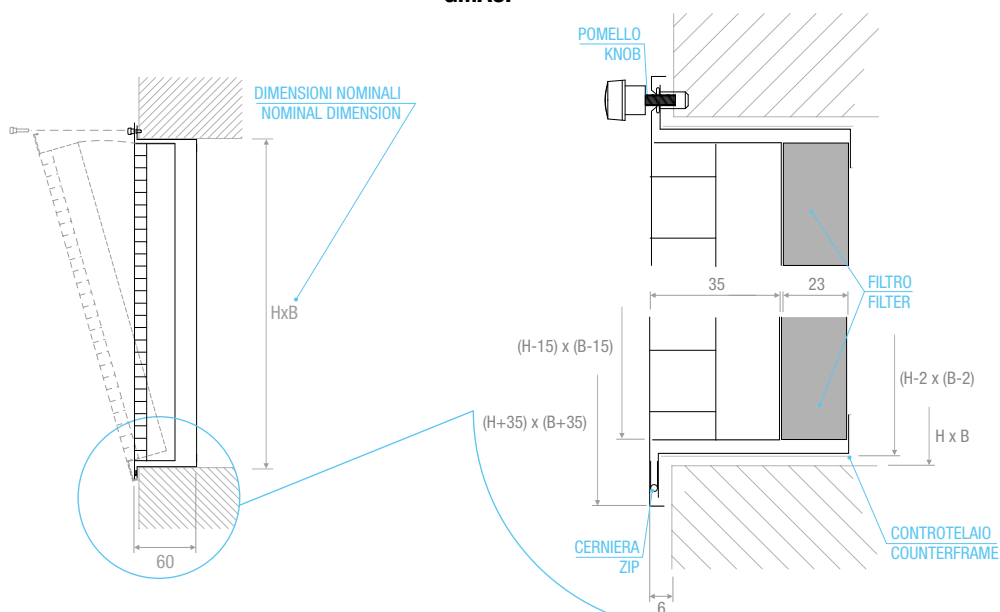 POMELLO
KNOB
DIMENSIONI NOMINALI
NOMINAL DIMENSION
HxB
60
35
23
FILTRO
FILTER
(H-15) x (B-15)
(H+35) x (B+35)
(H-2 x (B-2)
H x B
CERNIERA
ZIP
CONTROTELAIO
COUNTERFRAME
6